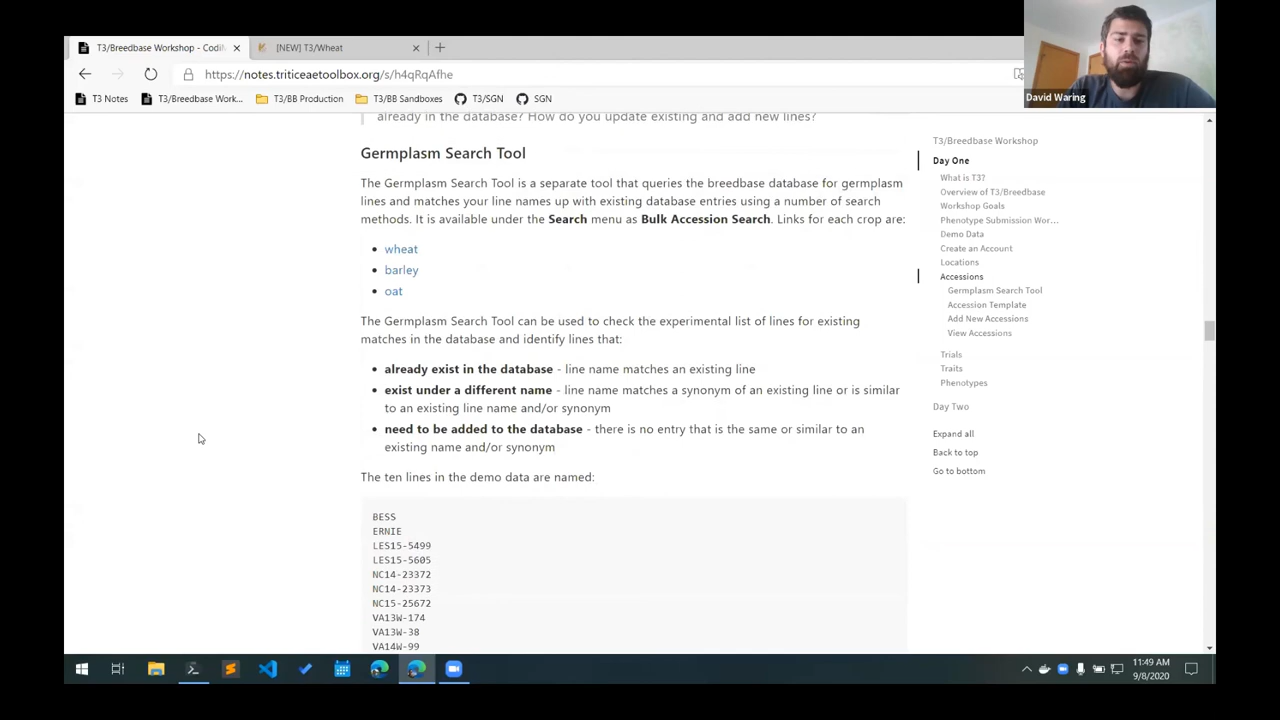 T3/Breedbase Workshop - CodiM
[NEW] T3/Wheat
https://notes.triticeaetoolbox.org/s/h4qRqAfhe
T3 Notes
T3/Breedbase Work...
T3/BB Production
T3/BB Sandboxes
T3/SGN
SGN
David Waring
already in the database? How do you update existing and add new lines?
Germplasm Search Tool
The Germplasm Search Tool is a separate tool that queries the breedbase database for germplasm
lines and matches your line names up with existing database entries using a number of search
methods. It is available under the Search menu as Bulk Accession Search. Links for each crop are:
• wheat
• barley
• oat
The Germplasm Search Tool can be used to check the experimental list of lines for existing
matches in the database and identify lines that:
• already exist in the database - line name matches an existing line
• exist under a different name - line name matches a synonym of an existing line or is similar
to an existing line name and/or synonym
• need to be added to the database - there is no entry that is the same or similar to an
existing name and/or synonym
The ten lines in the demo data are named:
BESS
ERNIE
LES15-5499
LES15-5605
NC14-23372
NC14-23373
NC15-25672
VA13W-174
VA13W-38
VA14W-99
T3/Breedbase Workshop
Day One
What is T3?
Overview of T3/Breedbase
Workshop Goals
Phenotype Submission Wor...
Demo Data
Create an Account
Locations
Accessions
Germplasm Search Tool
Accession Template
Add New Accessions
View Accessions
Trials
Traits
Phenotypes
Day Two
Expand all
Back to top
Go to bottom
11:49 AM
9/8/2020